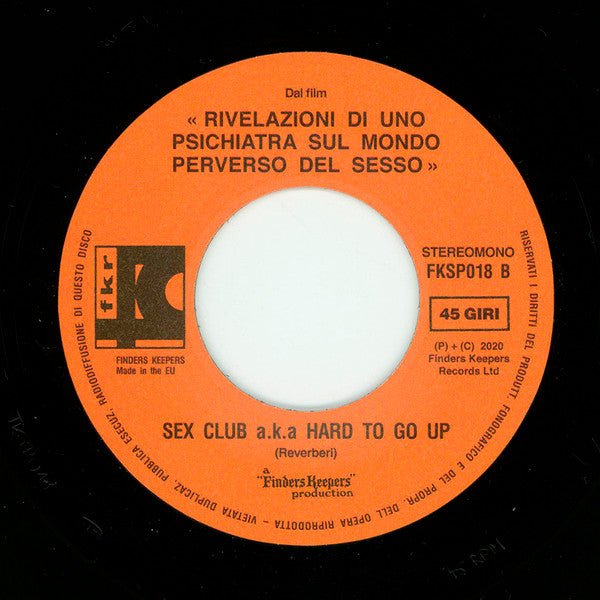 Dal film
« RIVELAZIONI DI UNO
PSICHIATRA SUL MONDO
PERVERSO DEL SESSO »
fkr
FINDERS KEEPERS
Made in the EU
STEREOMONO
FKSP018 B
45 GIRI
(P) + (C) 2020
Finders Keepers
Records Ltd
SEX CLUB a.k.a HARD TO GO UP
(Reverberi)
a
"Finders Keepers"
production
RISERVATI I DIRITTI DEL PRODUTT. FONOGRAFICO E DEL PROPR. DELL OPERA RIPRODOTTA – VIETATA DUPLICAZ. PUBBLICA ESECUZ. RADIODIFFUSIONE DI QUESTO DISCO